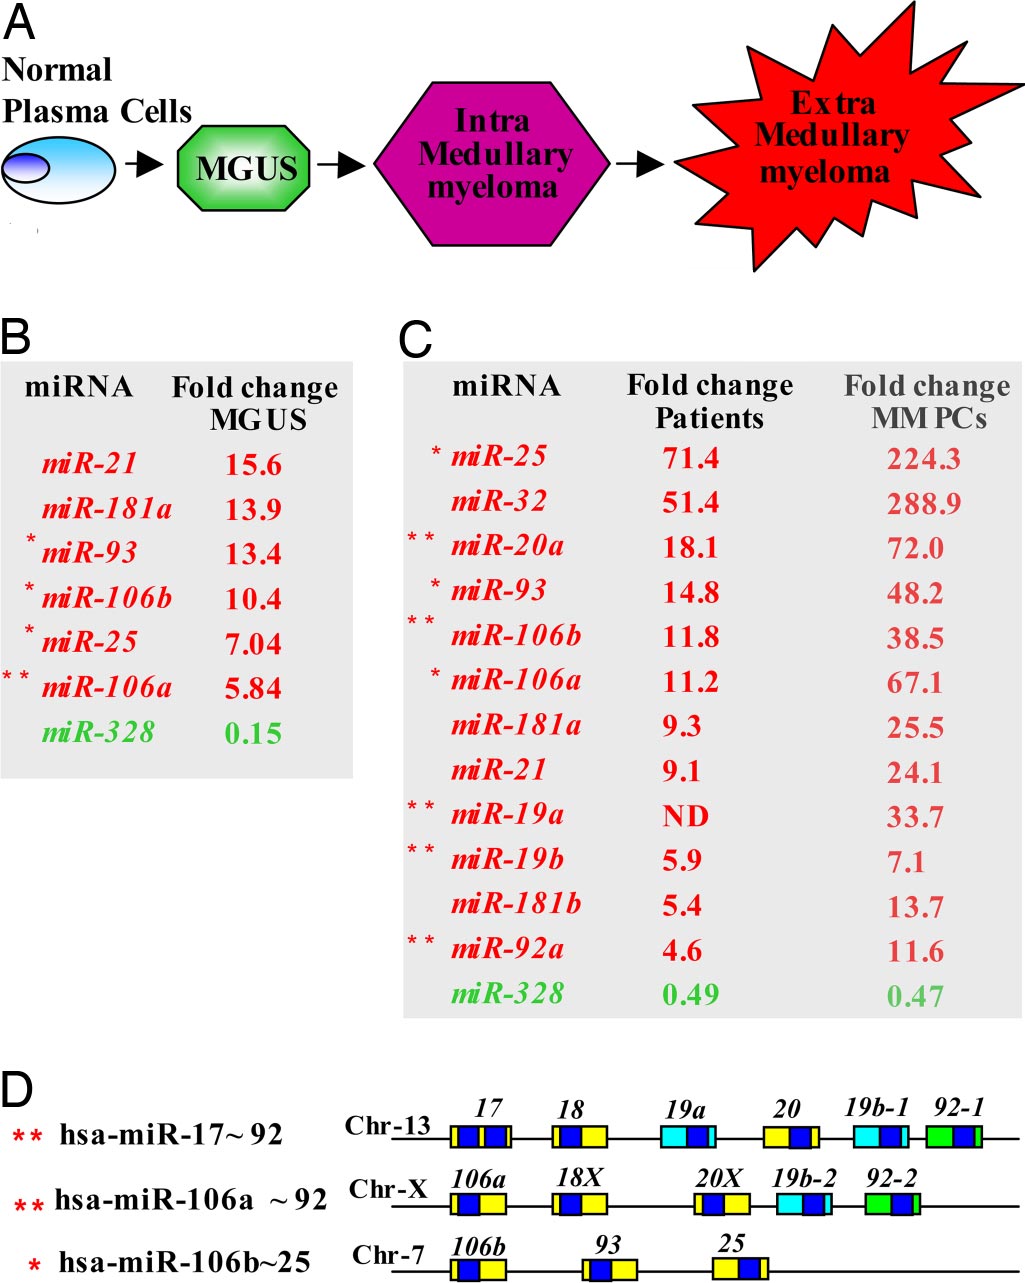 A
Normal
Plasma Cells
MGUS
Intra
Medullary
myeloma
Extra
Medullary
myeloma
B
miRNA Fold change
MGUS
miR-21 15.6
miR-181a 13.9
* miR-93 13.4
* miR-106b 10.4
* miR-25 7.04
** miR-106a 5.84
miR-328 0.15
C
miRNA Fold change Fold change
Patients MM PCs
* miR-25 71.4 224.3
miR-32 51.4 288.9
** miR-20a 18.1 72.0
* miR-93 14.8 48.2
** miR-106b 11.8 38.5
* miR-106a 11.2 67.1
miR-181a 9.3 25.5
miR-21 9.1 24.1
** miR-19a ND 33.7
** miR-19b 5.9 7.1
miR-181b 5.4 13.7
** miR-92a 4.6 11.6
miR-328 0.49 0.47
D
17 18 19a 20 19b-1 92-1
** hsa-miR-17~92 Chr-13
106a 18X 20X 19b-2 92-2
** hsa-miR-106a ~92 Chr-X
106b 93 25
* hsa-miR-106b~25 Chr-7